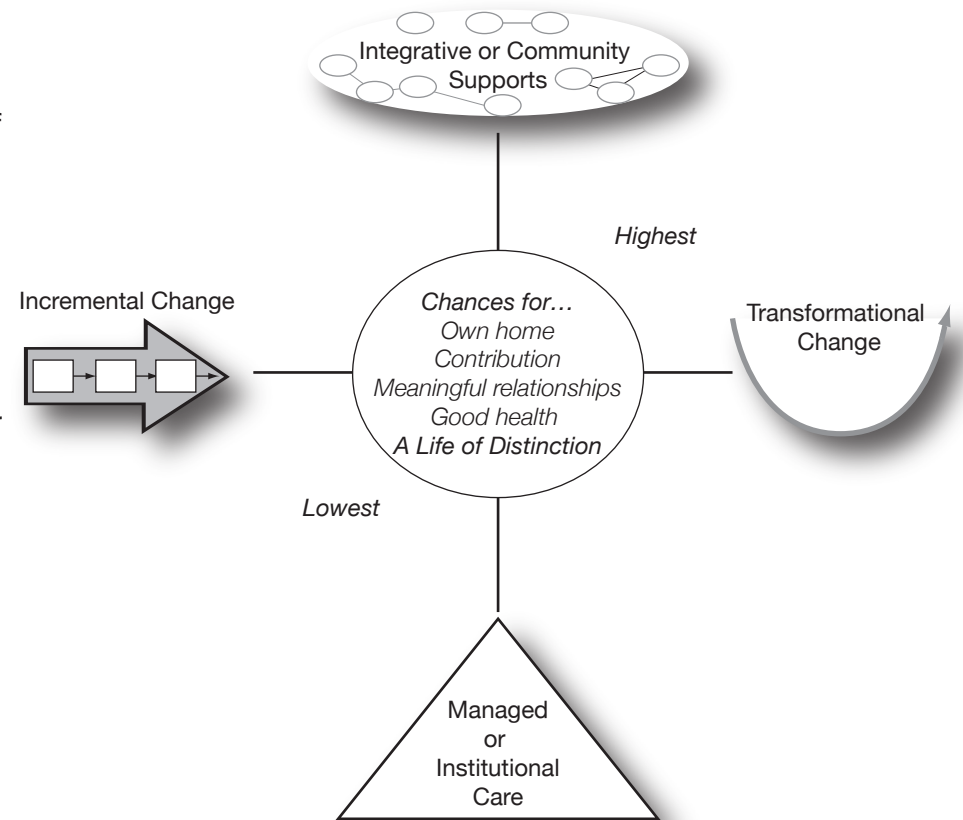 Integrative or Community
Supports
Highest
Incremental Change
Chances for…
Own home
Contribution
Meaningful relationships
Good health
A Life of Distinction
Transformational
Change
Lowest
Managed
or
Institutional
Care